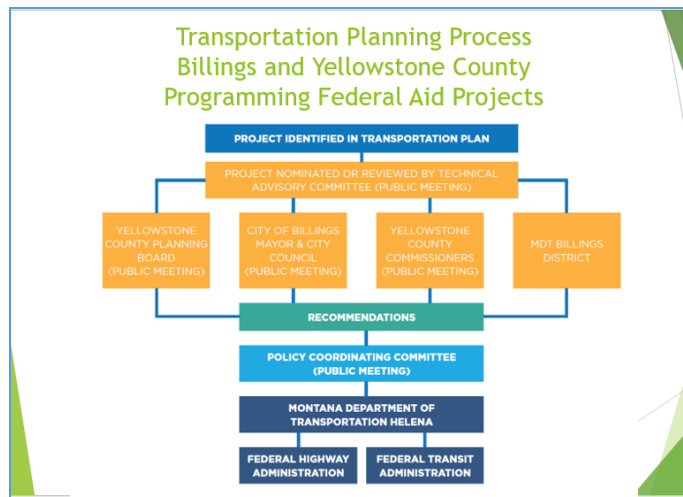 Transportation Planning Process
Billings and Yellowstone County
Programming Federal Aid Projects
PROJECT IDENTIFIED IN TRANSPORTATION PLAN
PROJECT NOMINATED OR REVIEWED BY TECHNICAL
ADVISORY COMMITTEE (PUBLIC MEETING)
YELLOWSTONE
COUNTY PLANNING
BOARD
(PUBLIC MEETING)
CITY OF BILLINGS
MAYOR & CITY
COUNCIL
(PUBLIC MEETING)
YELLOWSTONE
COUNTY
COMMISSIONERS
(PUBLIC MEETING)
MDT BILLINGS
DISTRICT
RECOMMENDATIONS
POLICY COORDINATING COMMITTEE
(PUBLIC MEETING)
MONTANA DEPARTMENT OF
TRANSPORTATION HELENA
FEDERAL HIGHWAY
ADMINISTRATION
FEDERAL TRANSIT
ADMINISTRATION